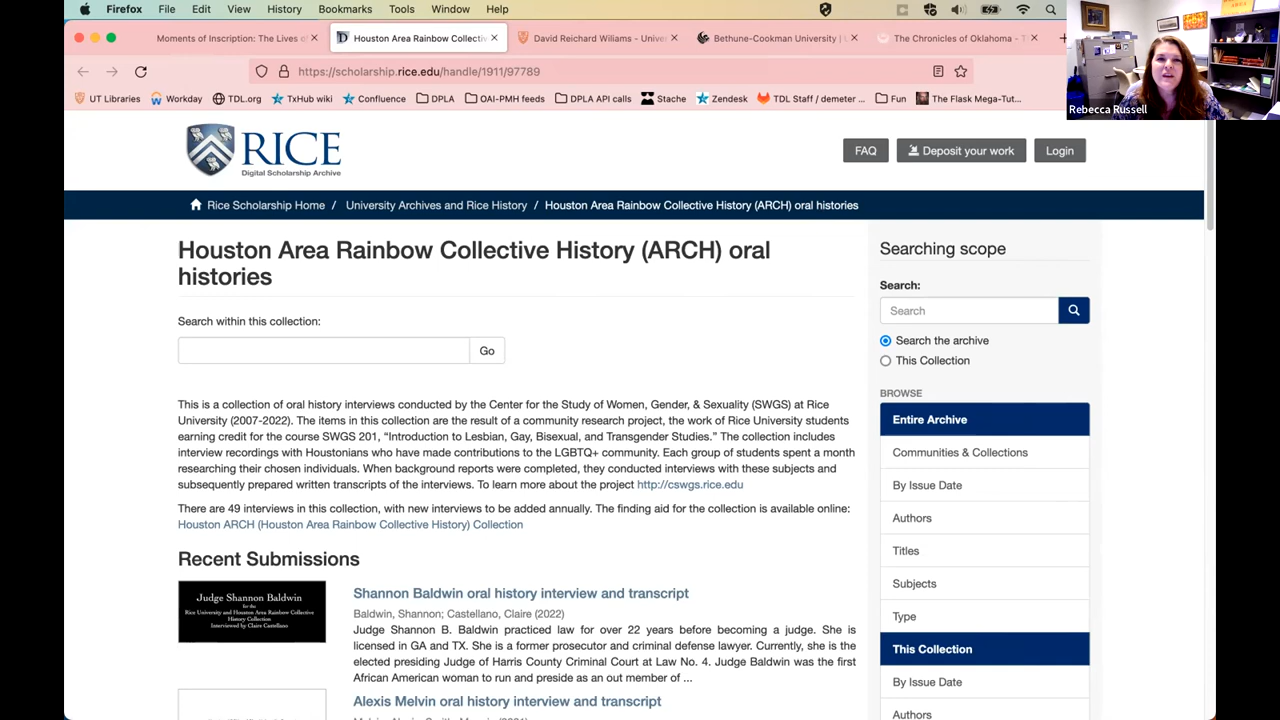 Firefox File Edit View History Bookmarks Tools Window Help
Moments of Inscription: The Lives of
Houston Area Rainbow Collectiv
David Reichard Wiliams - Univer
Bethune-Cookman University | U
The Chronicles of Oklahoma - T
https://scholarship.rice.edu/handle/1911/97789
UT Libraries Workday TDL.org TxHub wiki Confluence DPLA OAI-PMH feeds DPLA API calls Stache Zendesk TDL Staff / demeter ... Fun The Flask Mega-Tut...
Rebecca Russell
RICE
Digital Scholarship Archive
FAQ Deposit your work Login
Rice Scholarship Home / University Archives and Rice History / Houston Area Rainbow Collective History (ARCH) oral histories
Houston Area Rainbow Collective History (ARCH) oral
histories
Search within this collection:
Go
This is a collection of oral history interviews conducted by the Center for the Study of Women, Gender, & Sexuality (SWGS) at Rice
University (2007-2022). The items in this collection are the result of a community research project, the work of Rice University students
earning credit for the course SWGS 201, “Introduction to Lesbian, Gay, Bisexual, and Transgender Studies.” The collection includes
interview recordings with Houstonians who have made contributions to the LGBTQ+ community. Each group of students spent a month
researching their chosen individuals. When background reports were completed, they conducted interviews with these subjects and
subsequently prepared written transcripts of the interviews. To learn more about the project http://cswgs.rice.edu
There are 49 interviews in this collection, with new interviews to be added annually. The finding aid for the collection is available online:
Houston ARCH (Houston Area Rainbow Collective History) Collection
Recent Submissions
Judge Shannon Baldwin
for the
Rice University and Houston Area Rainbow Collective
History Collection
Interviewed by Claire Castellano
Shannon Baldwin oral history interview and transcript
Baldwin, Shannon; Castellano, Claire (2022)
Judge Shannon B. Baldwin practiced law for over 22 years before becoming a judge. She is
licensed in GA and TX. She is a former prosecutor and criminal defense lawyer. Currently, she is the
elected presiding Judge of Harris County Criminal Court at Law No. 4. Judge Baldwin was the first
African American woman to run and preside as an out member of ...
Alexis Melvin oral history interview and transcript
Searching scope
Search:
Search
Search the archive
This Collection
BROWSE
Entire Archive
Communities & Collections
By Issue Date
Authors
Titles
Subjects
Type
This Collection
By Issue Date
Authors